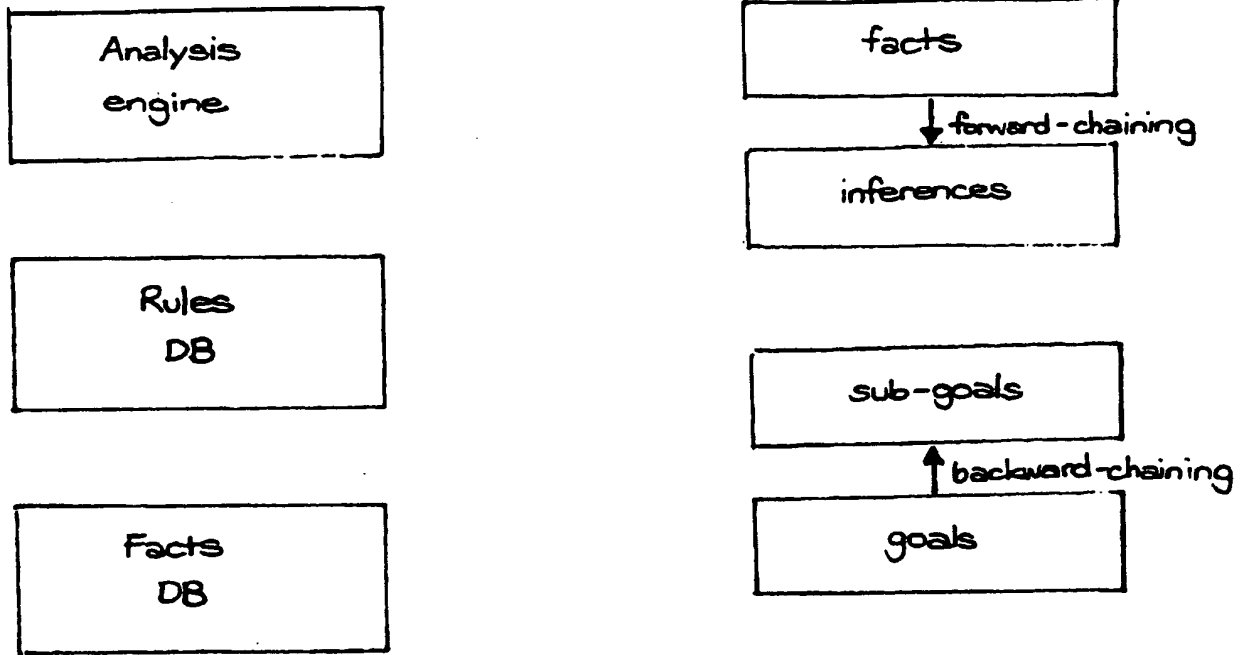 Analysis
engine
Rules
DB
Facts
DB
facts
forward-chaining
inferences
sub-goals
backward-chaining
goals